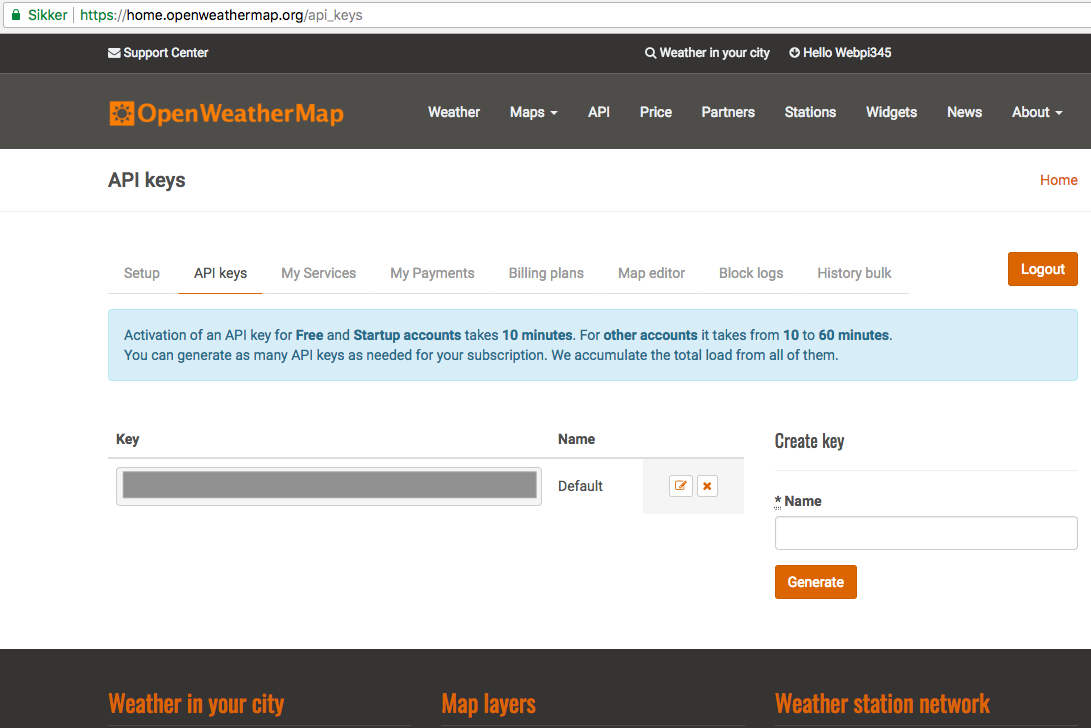 Sikker https://home.openweathermap.org/api_keys
Support Center Weather in your city Hello Webpi345
OpenWeatherMap Weather Maps API Price Partners Stations Widgets News About
API keys Home
Setup API keys My Services My Payments Billing plans Map editor Block logs History bulk Logout
Activation of an API key for Free and Startup accounts takes 10 minutes. For other accounts it takes from 10 to 60 minutes.
You can generate as many API keys as needed for your subscription. We accumulate the total load from all of them.
Key Name Create key
Default
* Name
Generate
Weather in your city Map layers Weather station network